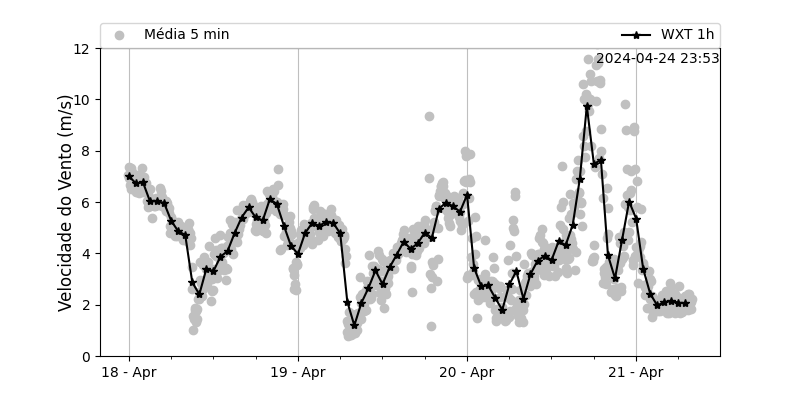 Média 5 min
WXT 1h
2024-04-24 23:53
Velocidade do Vento (m/s)
12
10
8
6
4
2
0
18 - Apr
19 - Apr
20 - Apr
21 - Apr